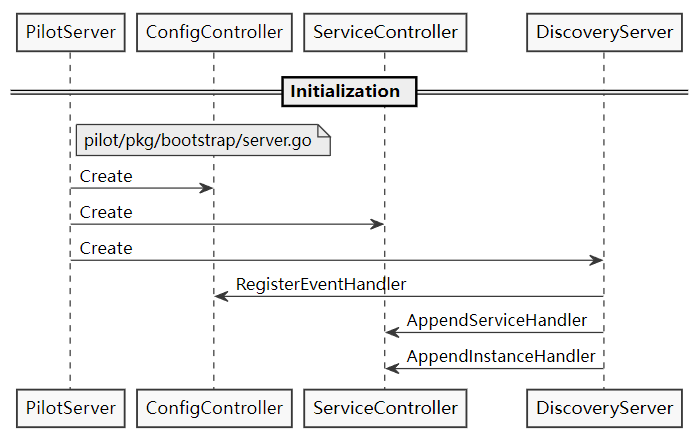 PilotServer ConfigController ServiceController DiscoveryServer
Initialization
pilot/pkg/bootstrap/server.go
Create
Create
Create
RegisterEventHandler
AppendServiceHandler
AppendInstanceHandler
PilotServer ConfigController ServiceController DiscoveryServer